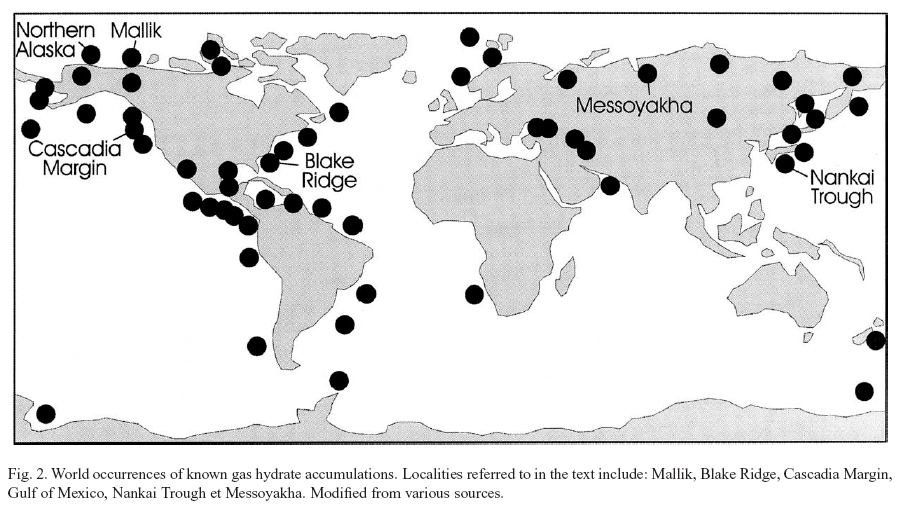 Northern
Alaska
Mallik
Messoyakha
Cascadia
Margin
Blake
Ridge
Nankai
Trough
Fig. 2. World occurrences of known gas hydrate accumulations. Localities referred to in the text include: Mallik, Blake Ridge, Cascadia Margin,
Gulf of Mexico, Nankai Trough et Messoyakha. Modified from various sources.